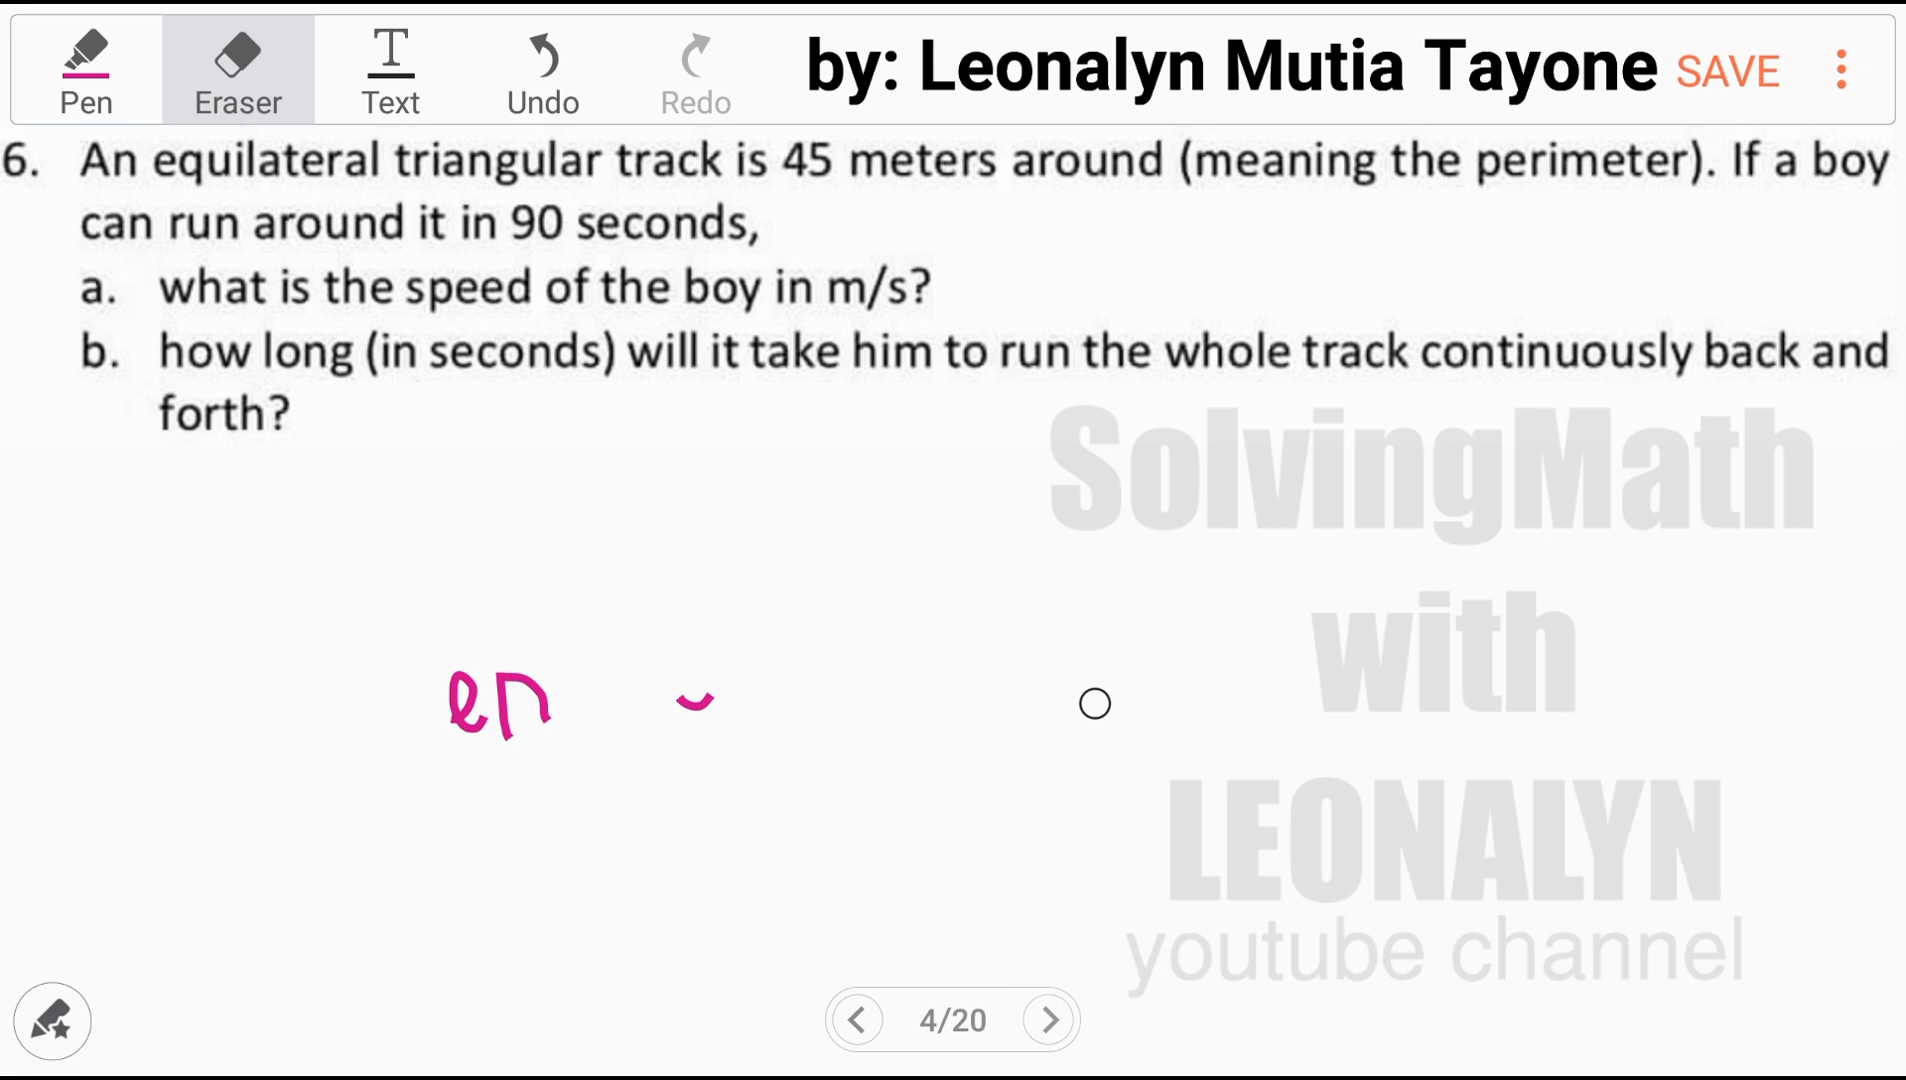 Pen
Eraser
T
Text
Undo
Redo
by: Leonalyn Mutia Tayone
SAVE
6. An equilateral triangular track is 45 meters around (meaning the perimeter). If a boy
can run around it in 90 seconds,
a. what is the speed of the boy in m/s?
b. how long (in seconds) will it take him to run the whole track continuously back and
forth?
SolvingMath
with
LEONALYN
youtube channel
4/20